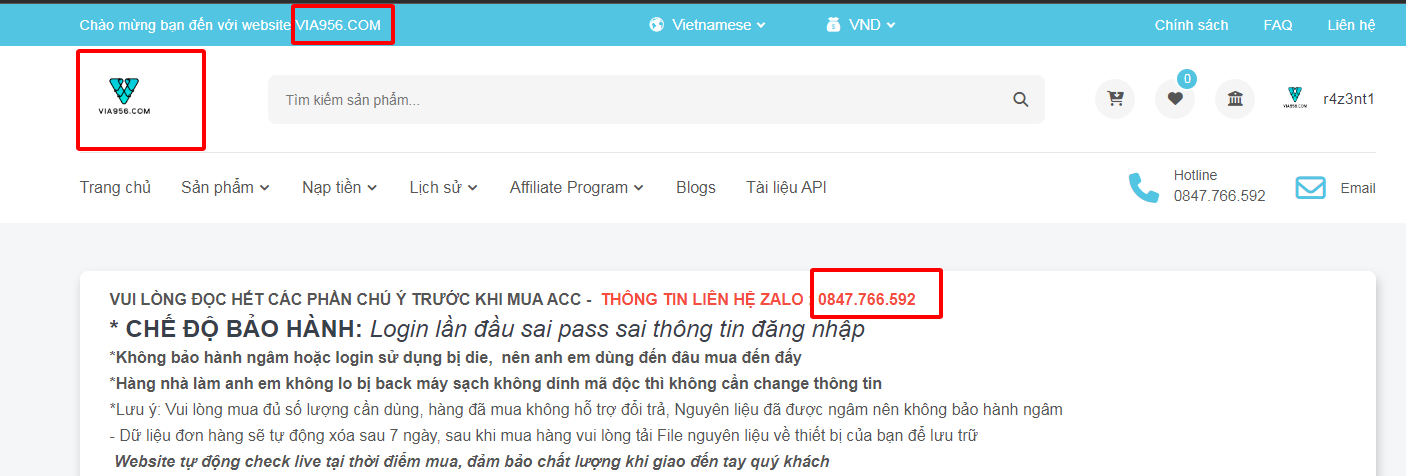 Chào mừng bạn đến với website VIA956.COM
Vietnamese
VND
Chính sách
FAQ
Liên hệ
VIA956.COM
Tìm kiếm sản phẩm...
0
VIA956.COM
r4z3nt1
Trang chủ
Sản phẩm
Nạp tiền
Lịch sử
Affiliate Program
Blogs
Tài liệu API
Hotline
0847.766.592
Email
VUI LÒNG ĐỌC HẾT CÁC PHẦN CHÚ Ý TRƯỚC KHI MUA ACC - THÔNG TIN LIÊN HỆ ZALO : 0847.766.592
* CHẾ ĐỘ BẢO HÀNH: Login lần đầu sai pass sai thông tin đăng nhập
*Không bảo hành ngâm hoặc login sử dụng bị die, nên anh em dùng đến đâu mua đến đấy
*Hàng nhà làm anh em không lo bị back máy sạch không dính mã độc thì không cần change thông tin
*Lưu ý: Vui lòng mua đủ số lượng cần dùng, hàng đã mua không hỗ trợ đổi trả, Nguyên liệu đã được ngâm nên không bảo hành ngâm
- Dữ liệu đơn hàng sẽ tự động xóa sau 7 ngày, sau khi mua hàng vui lòng tải File nguyên liệu về thiết bị của bạn để lưu trữ
Website tự động check live tại thời điểm mua, đảm bảo chất lượng khi giao đến tay quý khách